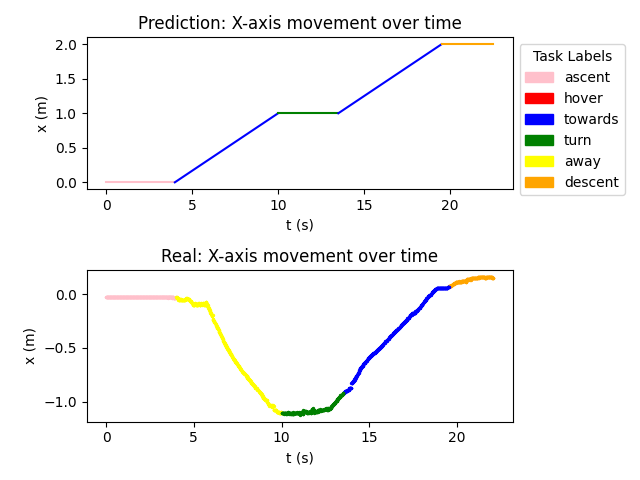 Prediction: X-axis movement over time
2.0
1.5
1.0
0.5
0.0
x (m)
0 5 10 15 20
t (s)
Task Labels
ascent
hover
towards
turn
away
descent
Real: X-axis movement over time
0.0
−0.5
−1.0
x (m)
0 5 10 15 20
t (s)